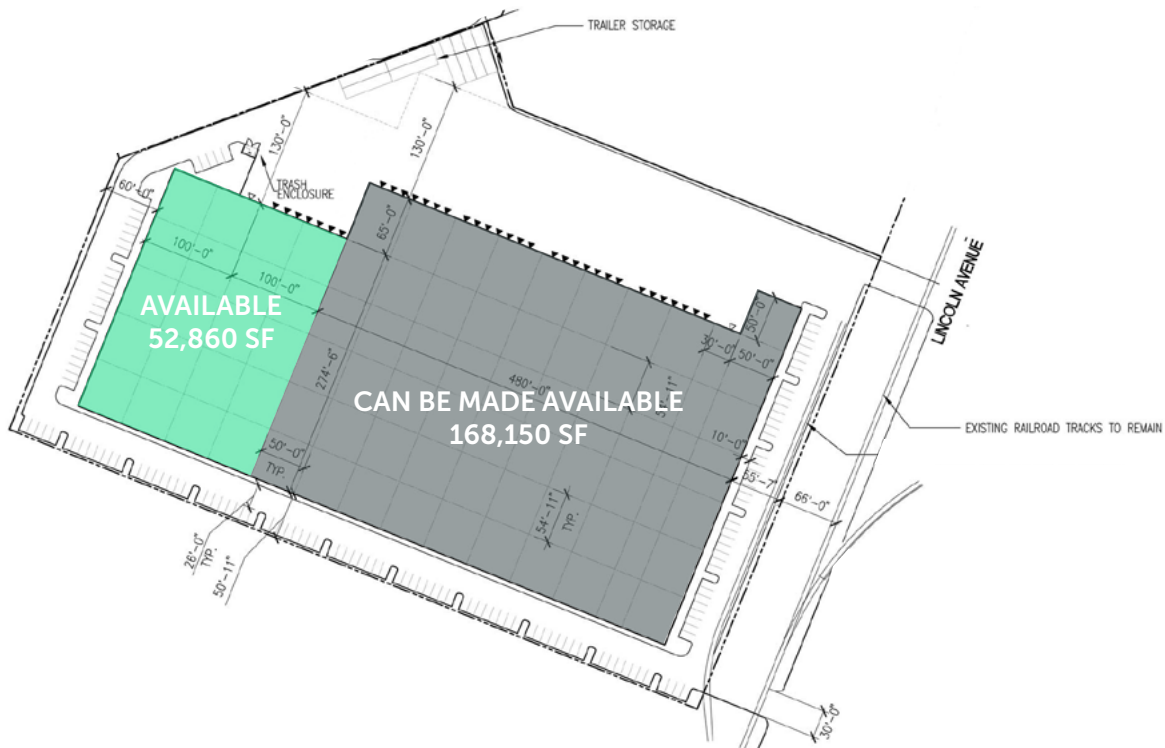 TRAILER STORAGE
130'-0"
130'-0"
TRASH
ENCLOSURE
60'-0"
65'-0"
100'-0"
100'-0"
LINCOLN AVENUE
AVAILABLE
52,860 SF
50'-0"
30'-0"
50'-0"
274'-6"
480'-0"
CAN BE MADE AVAILABLE
168,150 SF
EXISTING RAILROAD TRACKS TO REMAIN
10'-0"
50'-0"
TYP.
66'-0"
54'-11"
TYP.
26'-0"
TYP.
50'-11"
30'-0"